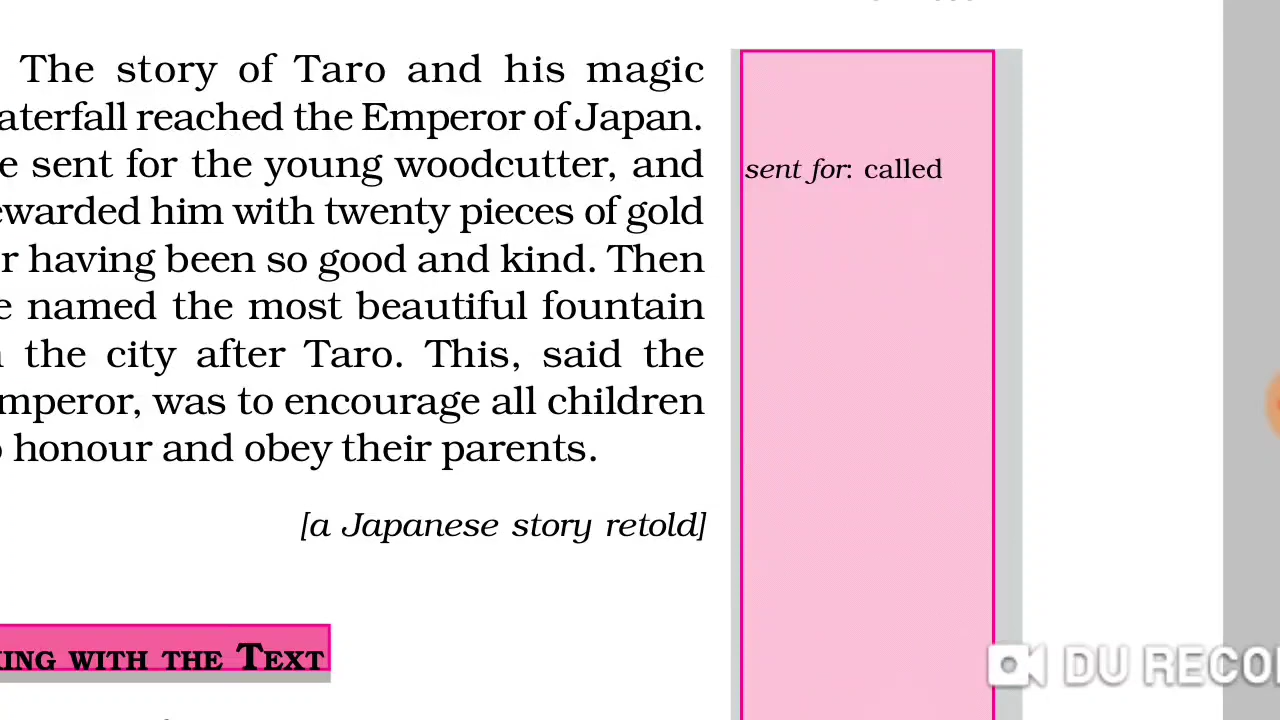 The story of Taro and his magic
aterfall reached the Emperor of Japan.
e sent for the young woodcutter, and
ewarded him with twenty pieces of gold
r having been so good and kind. Then
e named the most beautiful fountain
the city after Taro. This, said the
mperor, was to encourage all children
o honour and obey their parents.
[a Japanese story retold]
sent for: called
KING WITH THE TEXT
DU RECO